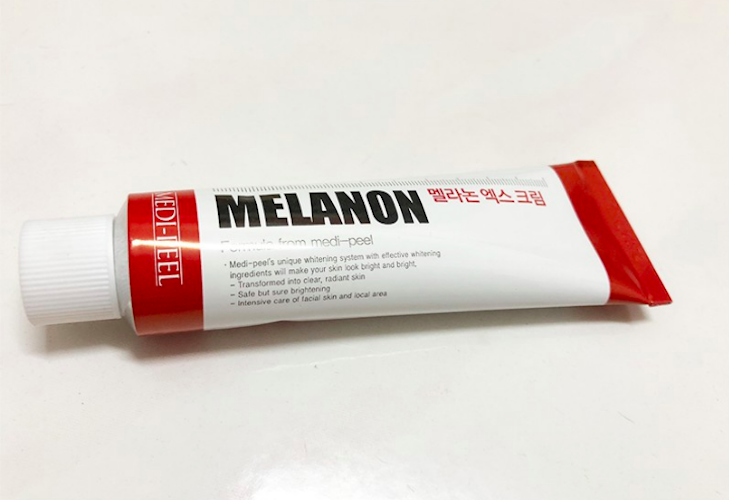 MEDI-PEEL
MELANON 멜라논 엑스 크림
Formula from medi-peel
· Medi-peel's unique whitening system with effective whitening
ingredients will make your skin look bright and bright,
- Transformed into clear, radiant skin
- Safe but sure brightening
- Intensive care of facial skin and local area